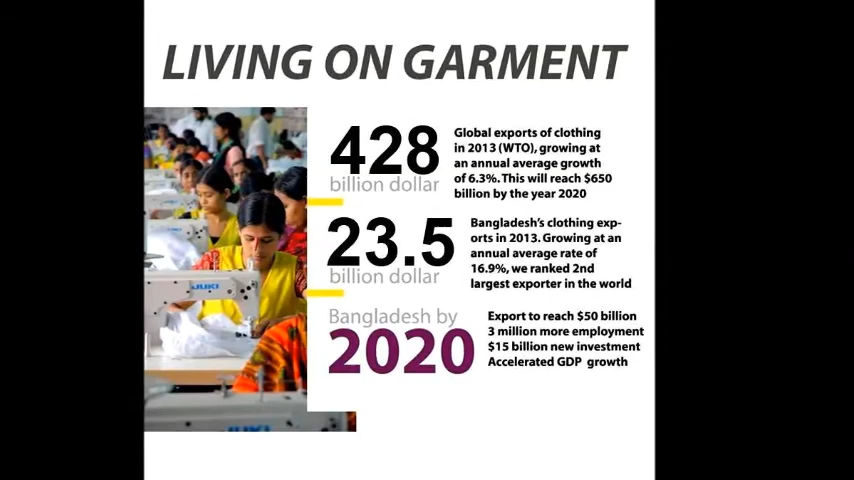 LIVING ON GARMENT
428
billion dollar
Global exports of clothing
in 2013 (WTO), growing at
an annual average growth
of 6.3%. This will reach $650
billion by the year 2020
23.5
billion dollar
Bangladesh's clothing exp-
orts in 2013. Growing at an
annual average rate of
16.9%, we ranked 2nd
largest exporter in the world
Bangladesh by
2020
Export to reach $50 billion
3 million more employment
$15 billion new investment
Accelerated GDP growth
JUKI
JUKI